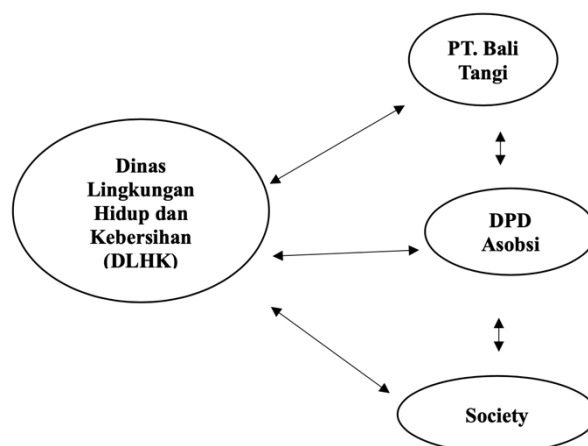 PT. Bali
Tangi
Dinas
Lingkungan
Hidup dan
Kebersihan
(DLHK)
DPD
Asobsi
Society